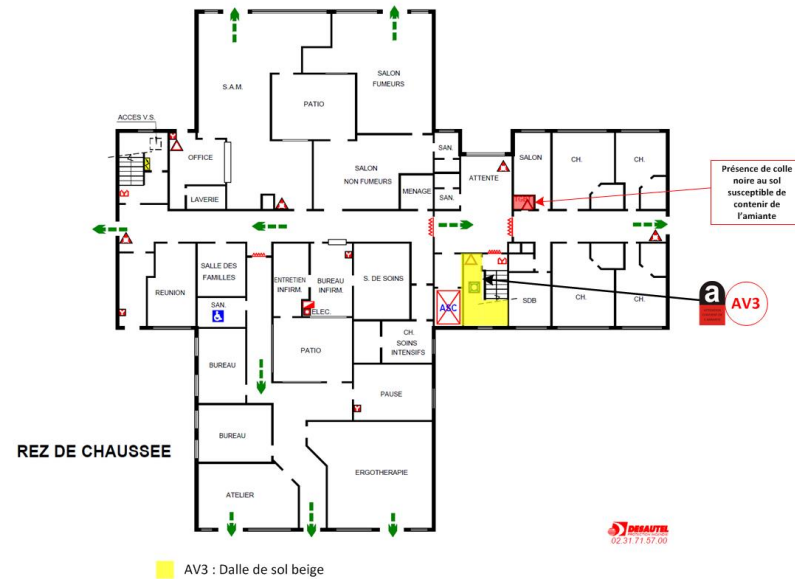 SALON
FUMEURS
S.A.M.
PATIO
ACCES V.S.
OFFICE
SAN.
SALON
CH.
CH.
SALON
NON FUMEURS
ATTENTE
MENAGE
SAN.
LAVERIE
Présence de colle
noire au sol
susceptible de
contenir de
l'amiante
SALLE DES
FAMILLES
ENTRETIEN
INFIRM.
BUREAU
INFIRM.
S. DE SOINS
REUNION
SAN.
ELEC.
ASC
SDB
CH.
CH.
a
AV3
PATIO
CH.
SOINS
INTENSIFS
BUREAU
PAUSE
BUREAU
REZ DE CHAUSSEE
ERGOTHERAPIE
ATELIER
DESAUTEL
02.31.71.57.00
AV3 : Dalle de sol beige